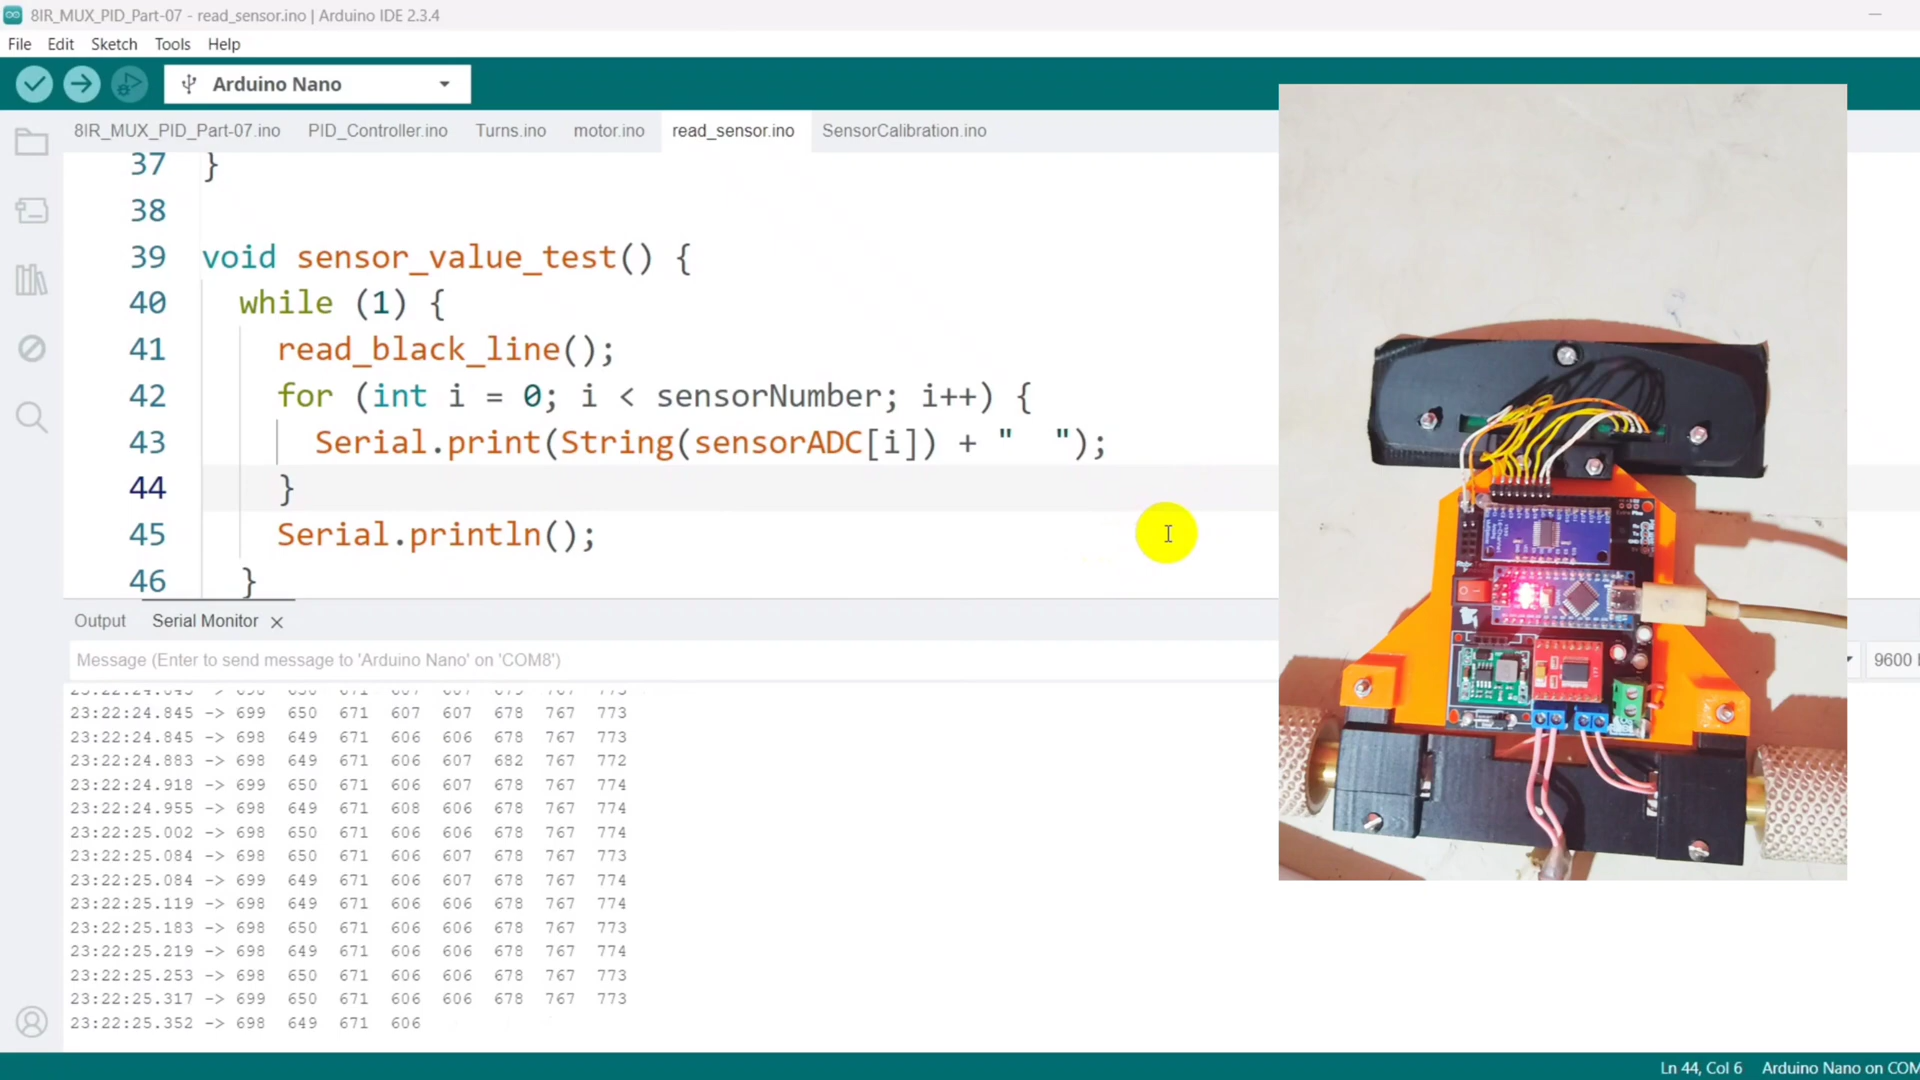 8IR_MUX_PID_Part-07 - read_sensor.ino | Arduino IDE 2.3.4
File Edit Sketch Tools Help
Arduino Nano
8IR_MUX_PID_Part-07.ino PID_Controller.ino Turns.ino motor.ino read_sensor.ino SensorCalibration.ino
37 }
38
39 void sensor_value_test() {
40 while (1) {
41 read_black_line();
42 for (int i = 0; i < sensorNumber; i++) {
43 Serial.print(String(sensorADC[i]) + "  ");
44 }
45 Serial.println();
46 }
Output Serial Monitor
Message (Enter to send message to 'Arduino Nano' on 'COM8')
9600
23:22:24.845 -> 699 650 671 607 607 678 767 773
23:22:24.845 -> 698 649 671 606 606 678 767 773
23:22:24.883 -> 698 649 671 606 607 682 767 772
23:22:24.918 -> 699 650 671 606 607 678 767 774
23:22:24.955 -> 698 649 671 608 606 678 767 774
23:22:25.002 -> 698 650 671 606 606 678 767 774
23:22:25.084 -> 698 650 671 606 607 678 767 773
23:22:25.084 -> 699 649 671 606 607 678 767 774
23:22:25.119 -> 698 649 671 606 606 678 767 774
23:22:25.183 -> 698 650 671 606 606 678 767 773
23:22:25.219 -> 698 649 671 606 606 678 767 774
23:22:25.253 -> 698 650 671 606 606 678 767 773
23:22:25.317 -> 699 650 671 606 606 678 767 773
23:22:25.352 -> 698 649 671 606
Ln 44, Col 6 Arduino Nano on COM